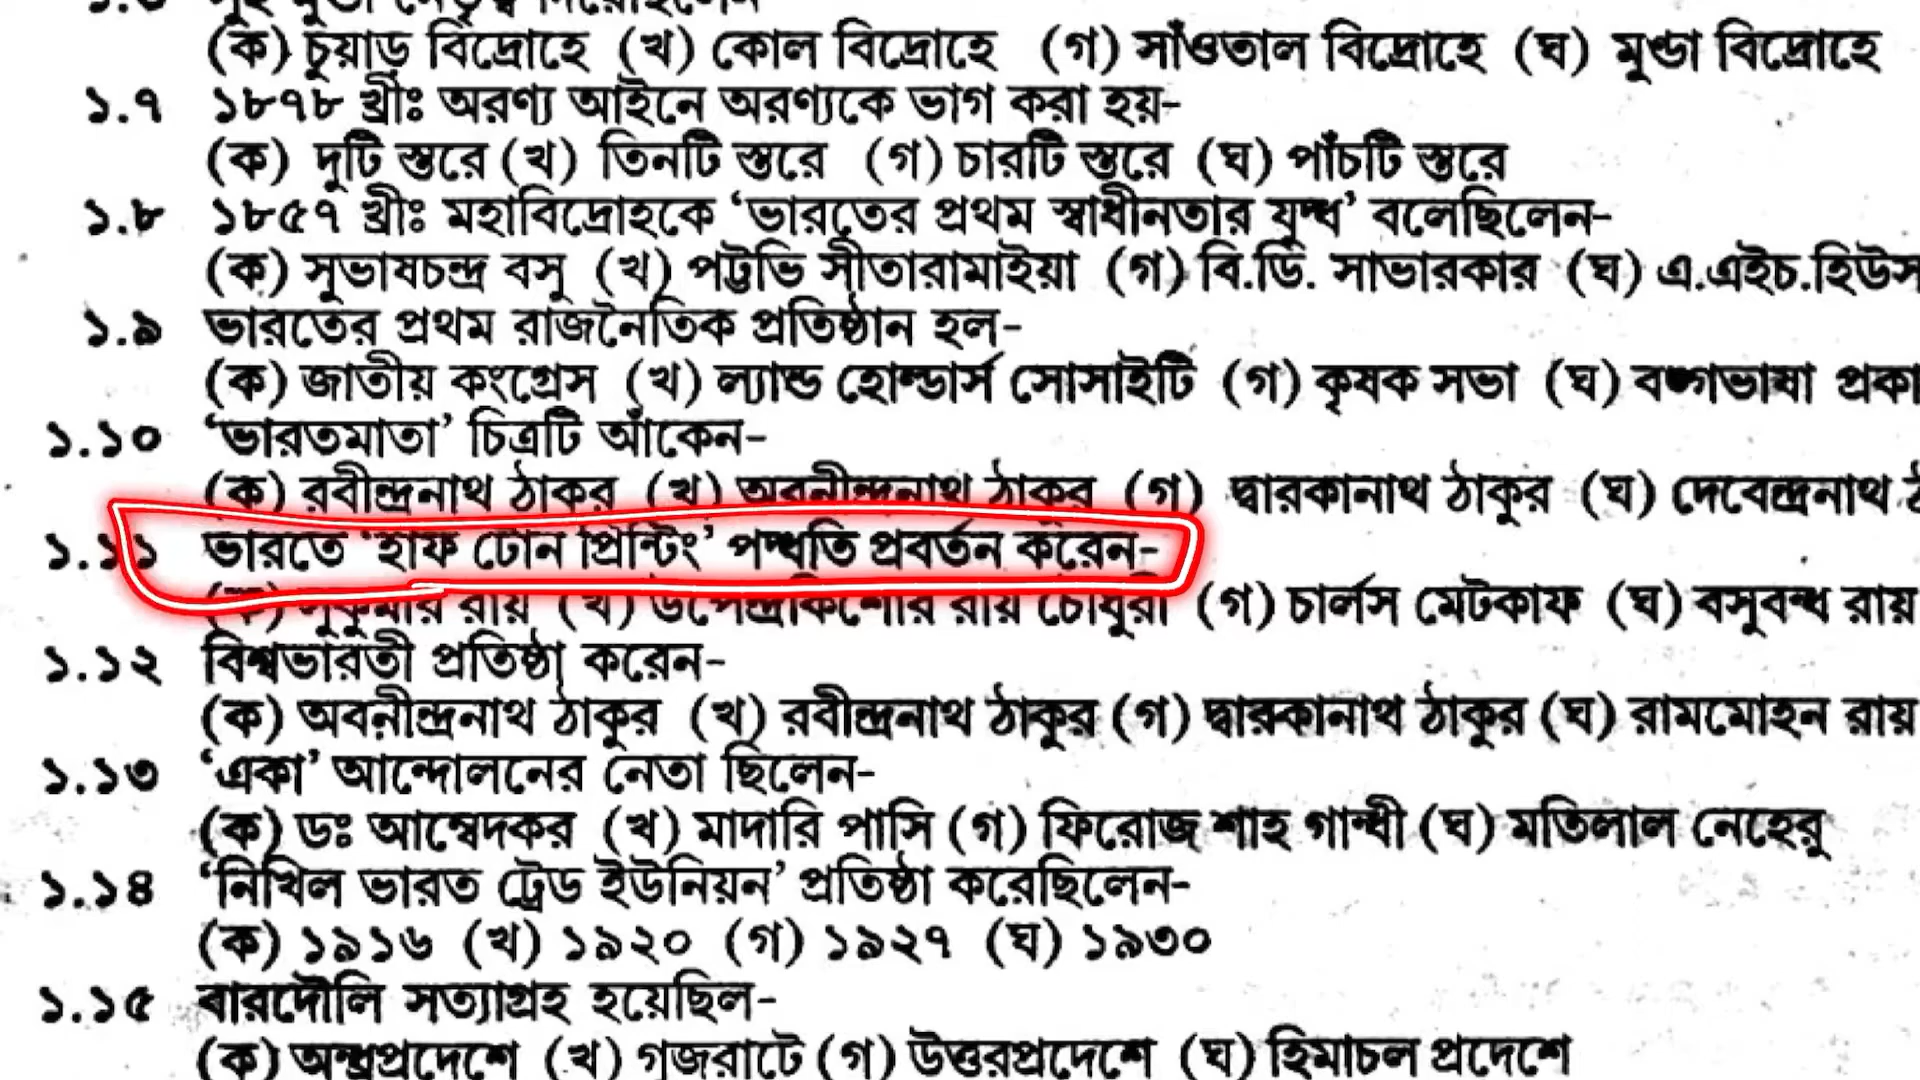 (ক) চুয়াড় বিদ্রোহে (খ) কোল বিদ্রোহে (গ) সাঁওতাল বিদ্রোহে (ঘ) মুণ্ডা বিদ্রোহে
১.৭ ১৮৭৮ খ্রীঃ অরণ্য আইনে অরণ্যকে ভাগ করা হয়-
(ক) দুটি স্তরে (খ) তিনটি স্তরে (গ) চারটি স্তরে (ঘ) পাঁচটি স্তরে
১.৮ ১৮৫৭ খ্রীঃ মহাবিদ্রোহকে ‘ভারতের প্রথম স্বাধীনতার যুদ্ধ’ বলেছিলেন-
(ক) সুভাষচন্দ্র বসু (খ) পট্টভি সীতারামাইয়া (গ) বি.ডি. সাভারকার (ঘ) এ.এইচ.হিউস
১.৯ ভারতের প্রথম রাজনৈতিক প্রতিষ্ঠান হল-
(ক) জাতীয় কংগ্রেস (খ) ল্যান্ড হোল্ডার্স সোসাইটি (গ) কৃষক সভা (ঘ) বঙ্গভাষা প্রকা
১.১০ ‘ভারতমাতা’ চিত্রটি আঁকেন-
(ক) রবীন্দ্রনাথ ঠাকুর (খ) অবনীন্দ্রনাথ ঠাকুর (গ) দ্বারকানাথ ঠাকুর (ঘ) দেবেন্দ্রনাথ
১.১১ ভারতে ‘হাফ টোন প্রিন্টিং’ পদ্ধতি প্রবর্তন করেন-
(ক) সুকুমার রায় (খ) উপেন্দ্রকিশোর রায় চৌধুরী (গ) চার্লস মেটকাফ (ঘ) বসুবন্ধ রায়
১.১২ বিশ্বভারতী প্রতিষ্ঠা করেন-
(ক) অবনীন্দ্রনাথ ঠাকুর (খ) রবীন্দ্রনাথ ঠাকুর (গ) দ্বারকানাথ ঠাকুর (ঘ) রামমোহন রায়
১.১৩ ‘একা’ আন্দোলনের নেতা ছিলেন-
(ক) ডঃ আম্বেদকর (খ) মাদারি পাসি (গ) ফিরোজ শাহ গান্ধী (ঘ) মতিলাল নেহেরু
১.১৪ ‘নিখিল ভারত ট্রেড ইউনিয়ন’ প্রতিষ্ঠা করেছিলেন-
(ক) ১৯১৬ (খ) ১৯২০ (গ) ১৯২৭ (ঘ) ১৯৩০
১.১৫ বারদৌলি সত্যাগ্রহ হয়েছিল-
(ক) অন্ধ্রপ্রদেশে (খ) গুজরাটে (গ) উত্তরপ্রদেশে (ঘ) হিমাচল প্রদেশে